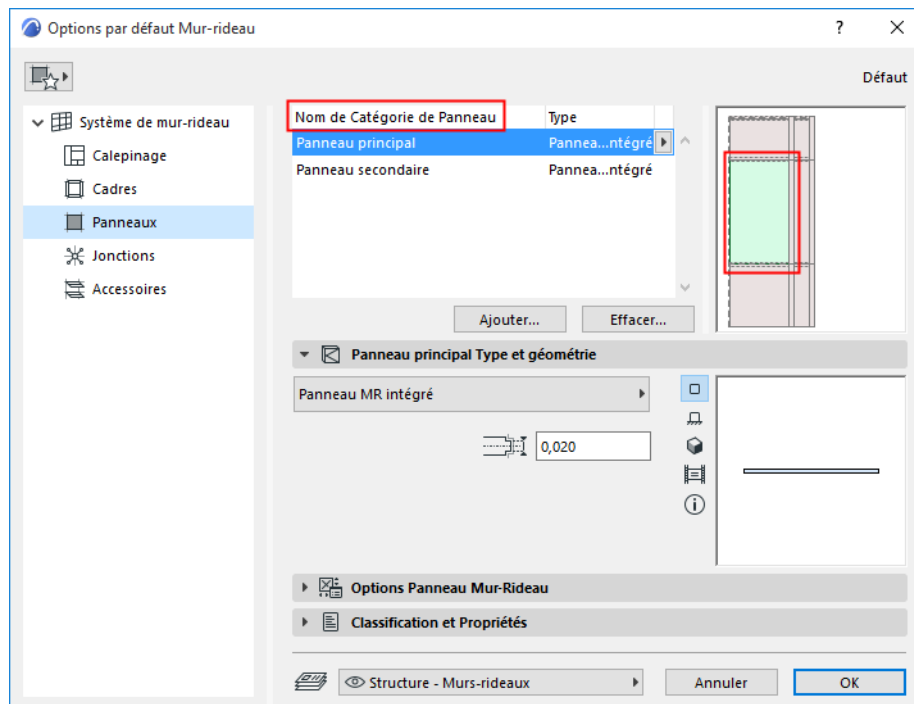 Options par défaut Mur-rideau
?
Défaut
Système de mur-rideau
Calepinage
Cadres
Panneaux
Jonctions
Accessoires
Nom de Catégorie de Panneau Type
Panneau principal Pannea...ntégré
Panneau secondaire Pannea...ntégré
Ajouter... Effacer...
Panneau principal Type et géométrie
Panneau MR intégré
0,020
Options Panneau Mur-Rideau
Classification et Propriétés
Structure - Murs-rideaux
Annuler OK